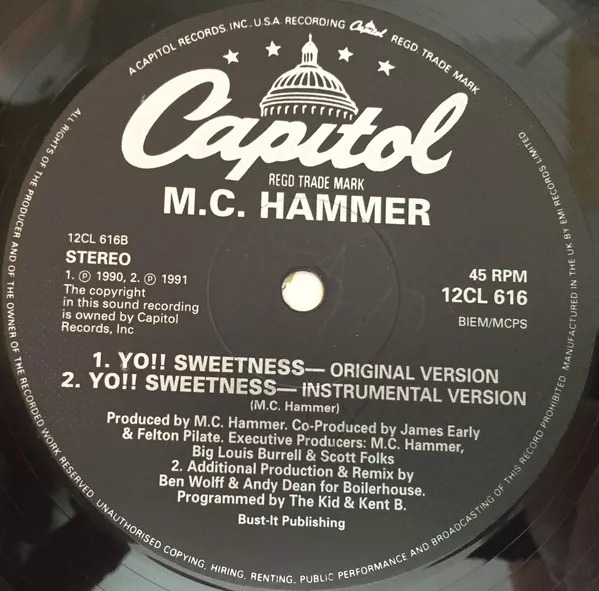 A CAPITOL RECORDS, INC., U.S.A. RECORDING Capitol REGD. TRADE MARK
Capitol
REGD. TRADE MARK
M.C. HAMMER
12CL 616B
STEREO
1. ℗ 1990, 2. ℗ 1991
The copyright
in this sound recording
is owned by Capitol
Records, Inc
45 RPM
12CL 616
BIEM/MCPS
1. YO!! SWEETNESS— ORIGINAL VERSION
2. YO!! SWEETNESS— INSTRUMENTAL VERSION
(M.C. Hammer)
Produced by M.C. Hammer. Co-Produced by James Early
& Felton Pilate. Executive Producers: M.C. Hammer,
Big Louis Burrell & Scott Folks
2. Additional Production & Remix by
Ben Wolff & Andy Dean for Boilerhouse.
Programmed by The Kid & Kent B.
Bust-It Publishing
ALL RIGHTS OF THE PRODUCER AND OF THE OWNER OF THE RECORDED WORK RESERVED. UNAUTHORISED COPYING, HIRING, RENTING, PUBLIC PERFORMANCE AND BROADCASTING OF THIS RECORD PROHIBITED. MANUFACTURED IN THE UK BY EMI RECORDS LIMITED